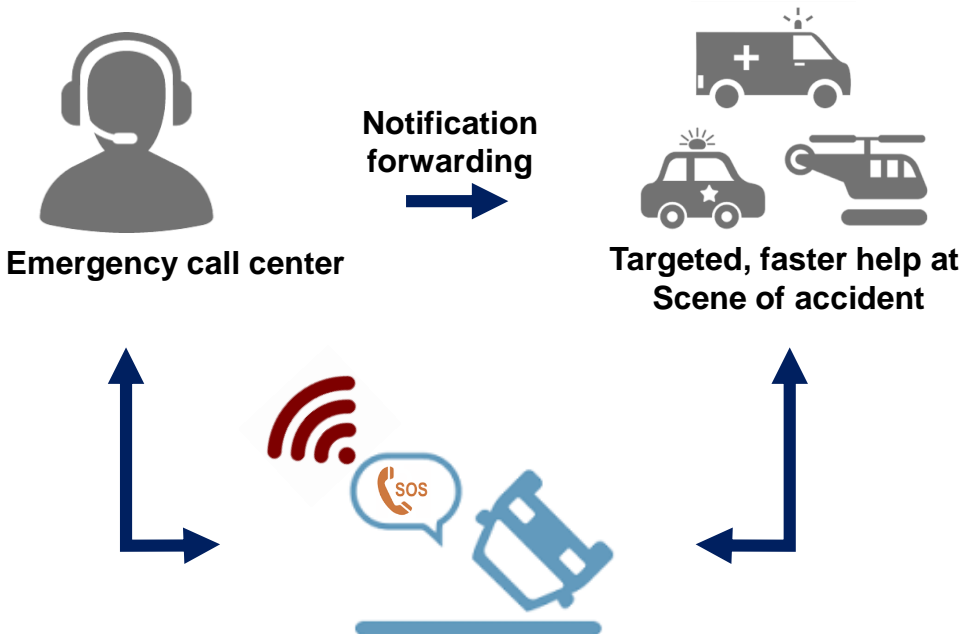 Notification
forwarding
Emergency call center
Targeted, faster help at
Scene of accident
SOS